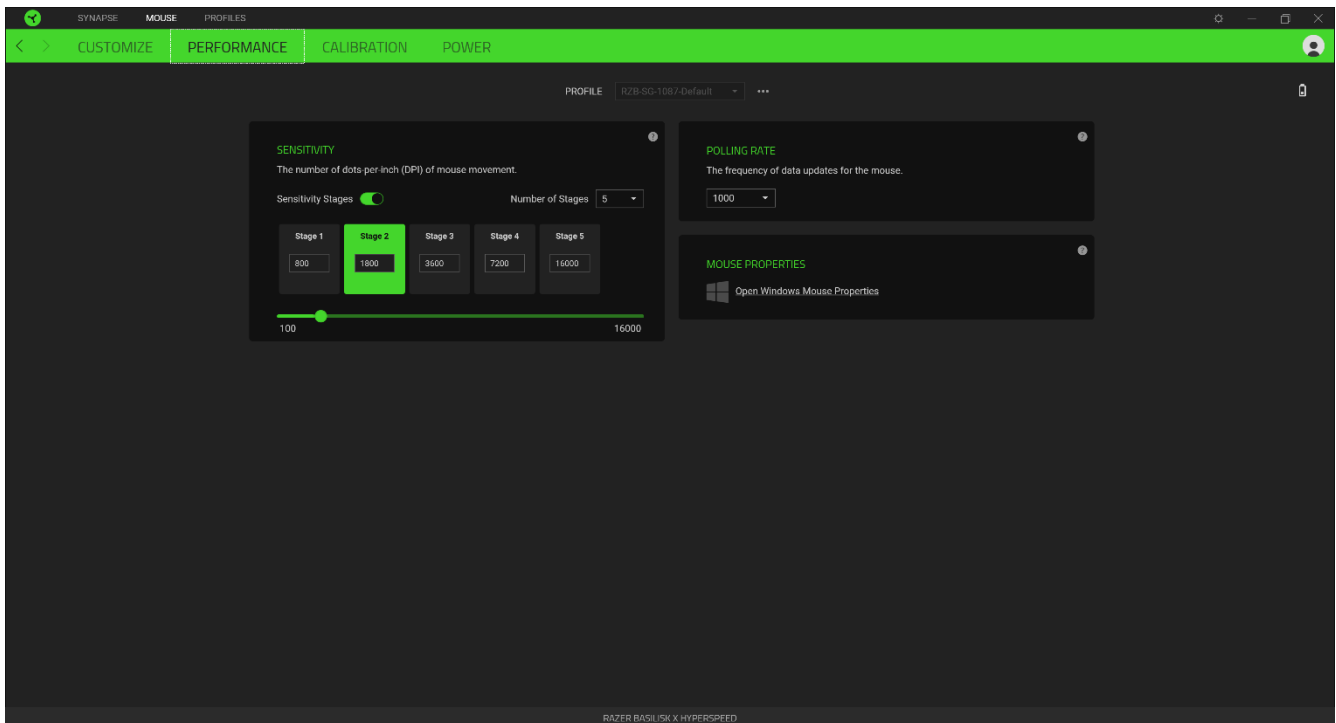 SYNAPSE MOUSE PROFILES
CUSTOMIZE PERFORMANCE CALIBRATION POWER
PROFILE RZB-SG-1087-Default
SENSITIVITY
The number of dots-per-inch (DPI) of mouse movement.
Sensitivity Stages Number of Stages 5
Stage 1 Stage 2 Stage 3 Stage 4 Stage 5
800 1800 3600 7200 16000
100 16000
POLLING RATE
The frequency of data updates for the mouse.
1000
MOUSE PROPERTIES
Open Windows Mouse Properties
RAZER BASILISK X HYPERSPEED